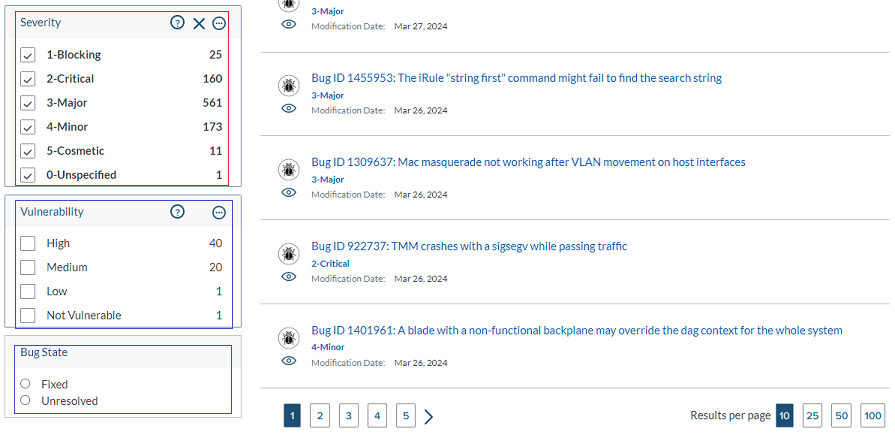 Severity ?
1-Blocking 25
2-Critical 160
3-Major 561
4-Minor 173
5-Cosmetic 11
0-Unspecified 1
Vulnerability ?
High 40
Medium 20
Low 1
Not Vulnerable 1
Bug State
Fixed
Unresolved
3-Major
Modification Date: Mar 27, 2024
Bug ID 1455953: The iRule "string first" command might fail to find the search string
3-Major
Modification Date: Mar 26, 2024
Bug ID 1309637: Mac masquerade not working after VLAN movement on host interfaces
3-Major
Modification Date: Mar 26, 2024
Bug ID 922737: TMM crashes with a sigsegv while passing traffic
2-Critical
Modification Date: Mar 26, 2024
Bug ID 1401961: A blade with a non-functional backplane may override the dag context for the whole system
4-Minor
Modification Date: Mar 26, 2024
1 2 3 4 5 Results per page 10 25 50 100